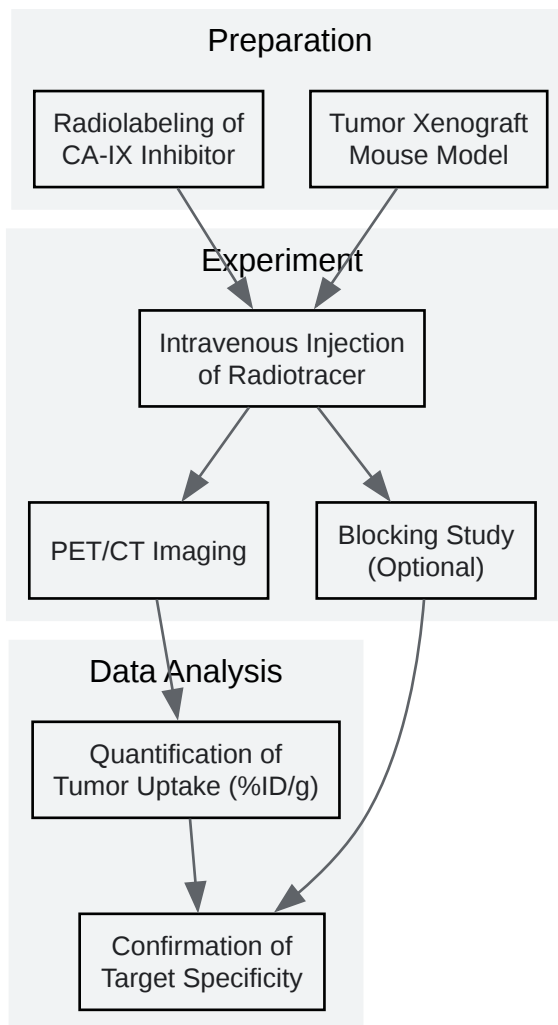 Preparation
Radiolabeling of
CA-IX Inhibitor
Tumor Xenograft
Mouse Model
Experiment
Intravenous Injection
of Radiotracer
PET/CT Imaging
Blocking Study
(Optional)
Data Analysis
Quantification of
Tumor Uptake (%ID/g)
Confirmation of
Target Specificity